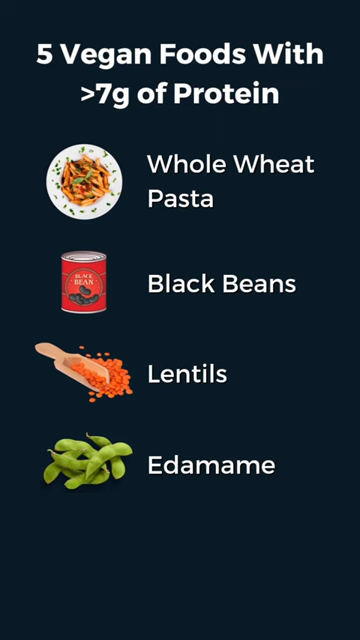 5 Vegan Foods With
>7g of Protein
Whole Wheat
Pasta
BLACK
BEAN
Black Beans
Lentils
Edamame